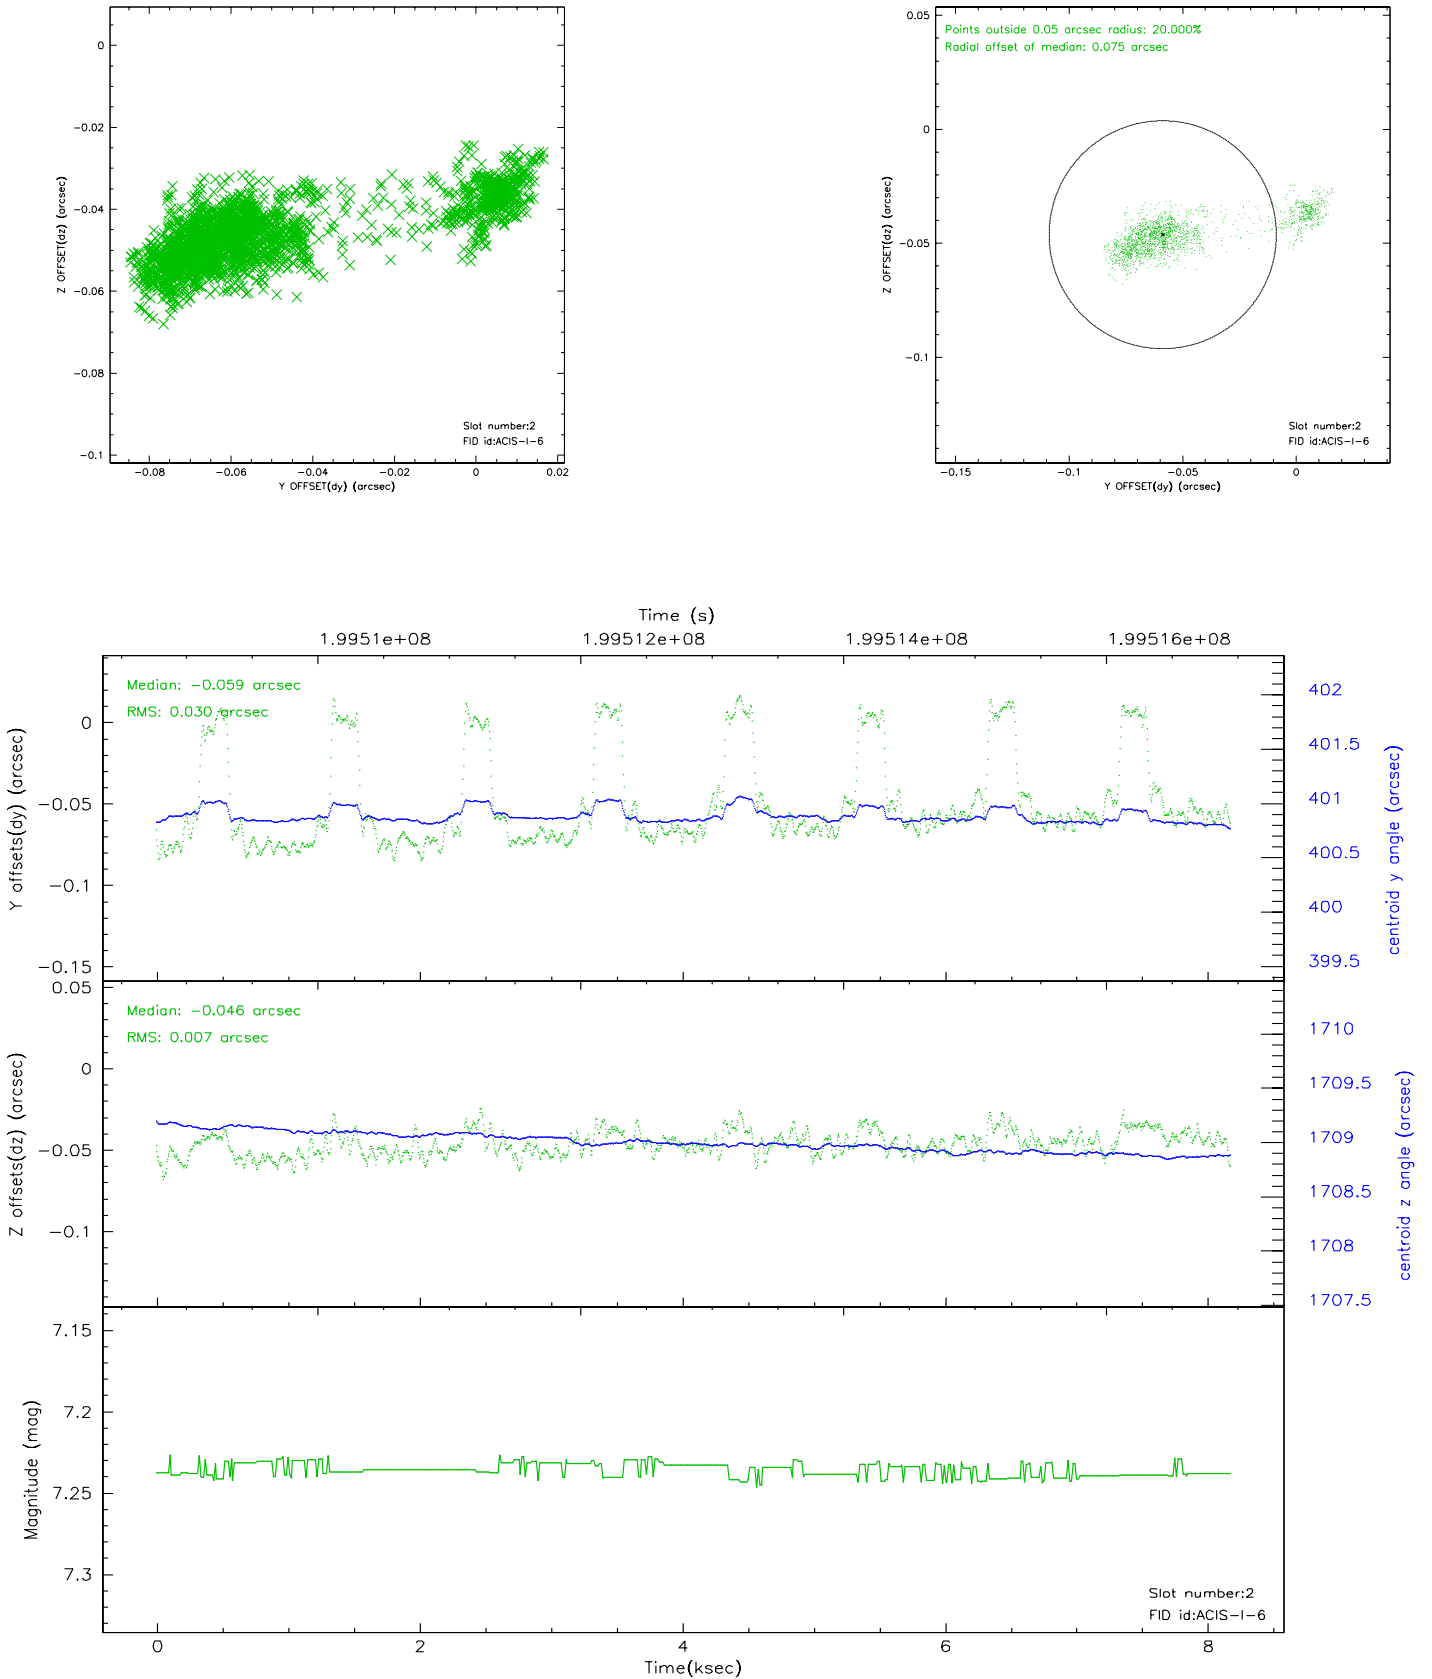 0
−0.02
−0.04
−0.06
−0.08
−0.1
Z OFFSET(dz) (arcsec)
Slot number:2
FID id:ACIS−I−6
−0.08
−0.06
−0.04
−0.02
0
0.02
Y OFFSET(dy) (arcsec)
0.05
Points outside 0.05 arcsec radius: 20.000%
Radial offset of median: 0.075 arcsec
0
−0.05
−0.1
Z OFFSET(dz) (arcsec)
Slot number:2
FID id:ACIS−I−6
−0.15
−0.1
−0.05
0
Y OFFSET(dy) (arcsec)
Time (s)
1.9951e+08
1.99512e+08
1.99514e+08
1.99516e+08
Median: −0.059 arcsec
RMS: 0.030 arcsec
0
−0.05
−0.1
−0.15
Y offsets(dy) (arcsec)
402
401.5
401
400.5
400
399.5
centroid y angle (arcsec)
0.05
Median: −0.046 arcsec
RMS: 0.007 arcsec
0
−0.05
−0.1
Z offsets(dz) (arcsec)
1710
1709.5
1709
1708.5
1708
1707.5
centroid z angle (arcsec)
7.15
7.2
7.25
7.3
Magnitude (mag)
Slot number:2
FID id:ACIS−I−6
0
2
4
6
8
Time(ksec)